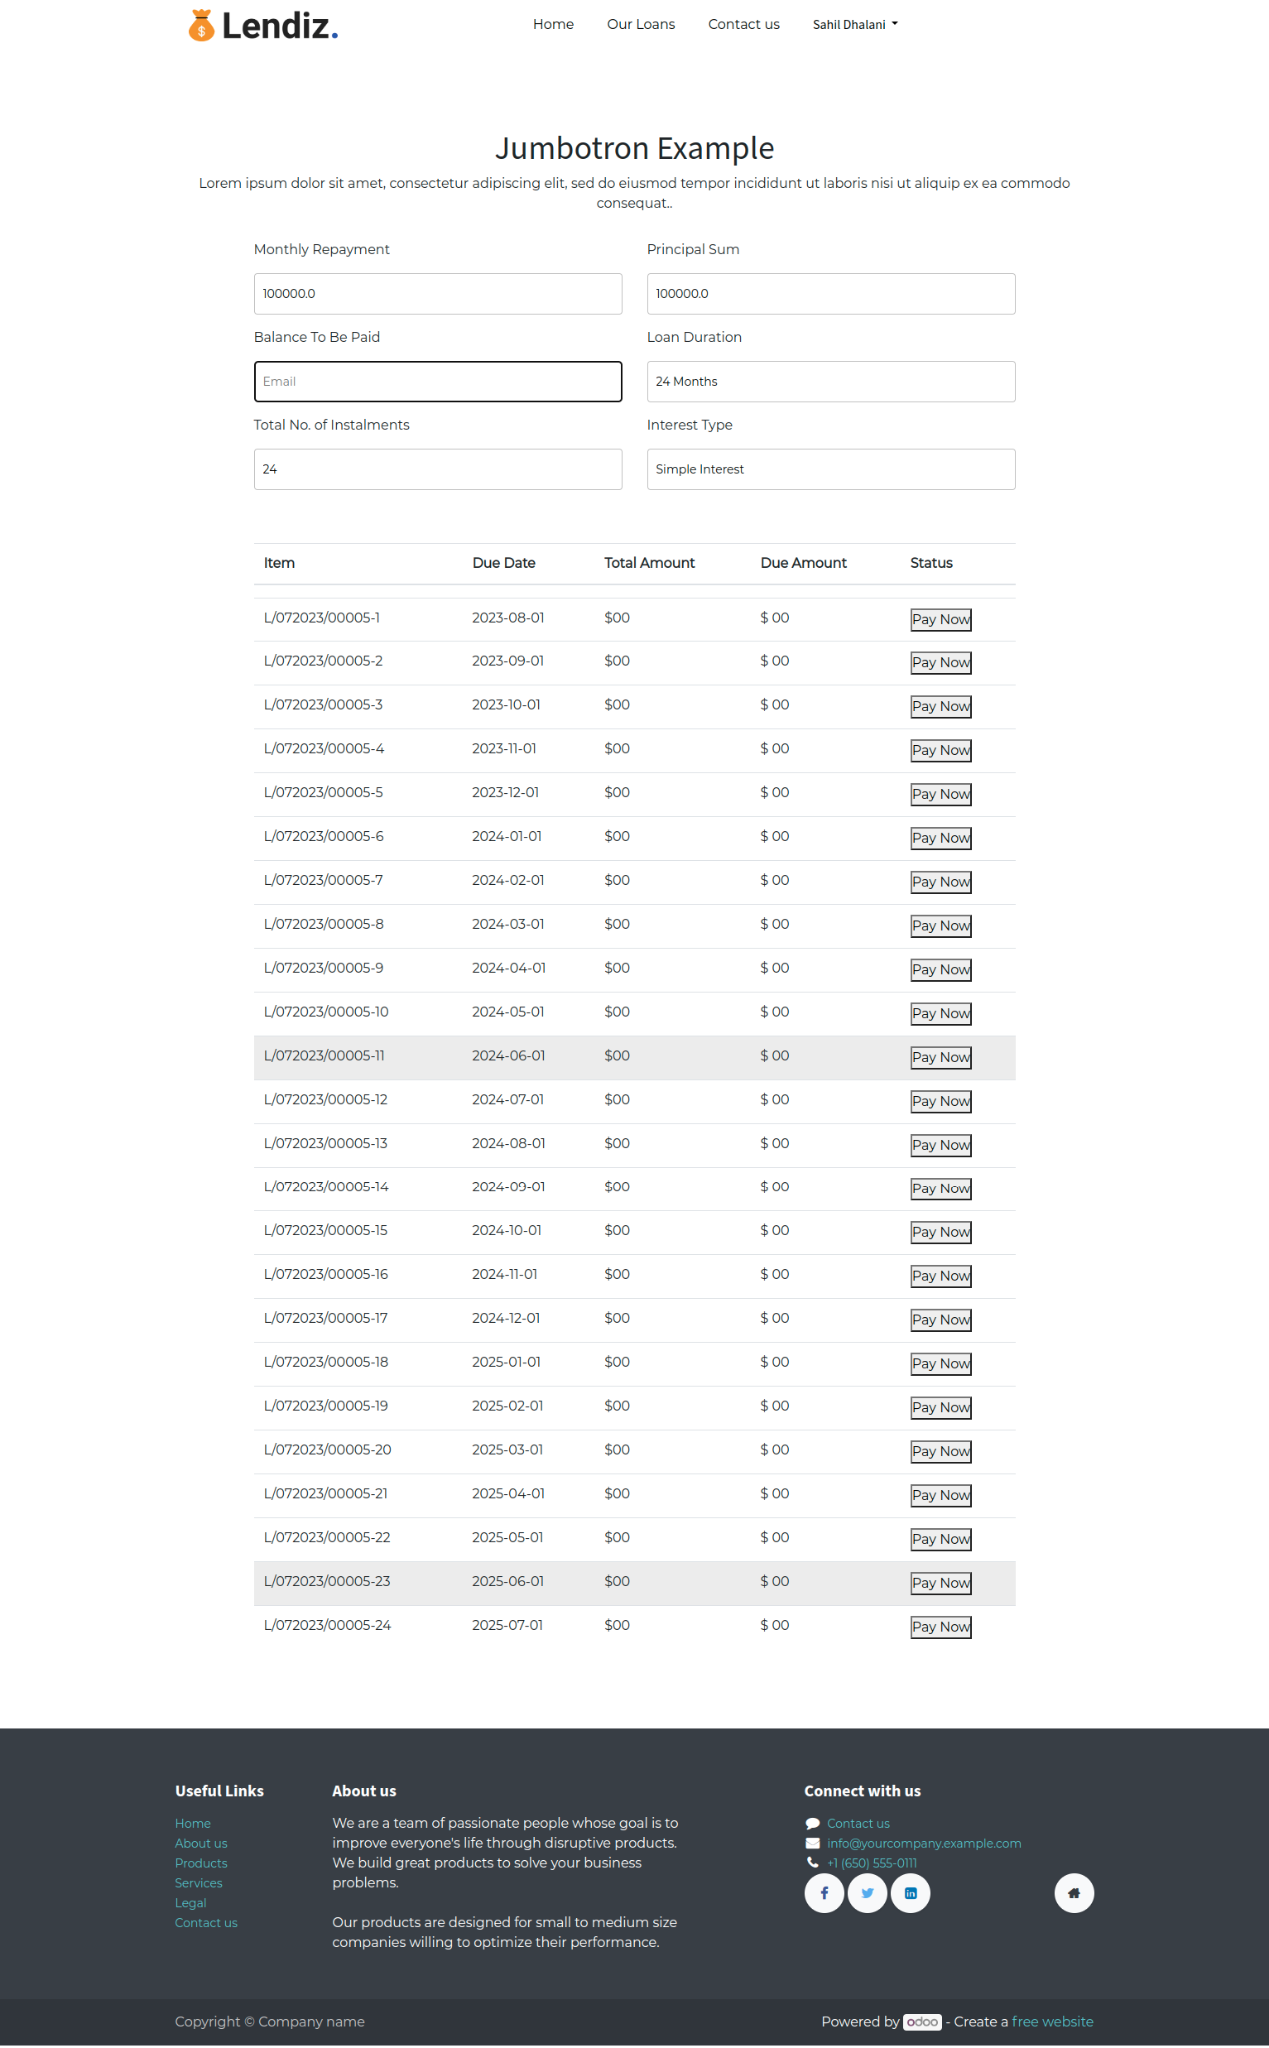 Lendiz.
Home Our Loans Contact us Sahil Dhalani
Jumbotron Example
Lorem ipsum dolor sit amet, consectetur adipiscing elit, sed do eiusmod tempor incididunt ut laboris nisi ut aliquip ex ea commodo
consequat..
Monthly Repayment Principal Sum
100000.0 100000.0
Balance To Be Paid Loan Duration
Email 24 Months
Total No. of Instalments Interest Type
24 Simple Interest
Item Due Date Total Amount Due Amount Status
L/072023/00005-1 2023-08-01 $00 $ 00 Pay Now
L/072023/00005-2 2023-09-01 $00 $ 00 Pay Now
L/072023/00005-3 2023-10-01 $00 $ 00 Pay Now
L/072023/00005-4 2023-11-01 $00 $ 00 Pay Now
L/072023/00005-5 2023-12-01 $00 $ 00 Pay Now
L/072023/00005-6 2024-01-01 $00 $ 00 Pay Now
L/072023/00005-7 2024-02-01 $00 $ 00 Pay Now
L/072023/00005-8 2024-03-01 $00 $ 00 Pay Now
L/072023/00005-9 2024-04-01 $00 $ 00 Pay Now
L/072023/00005-10 2024-05-01 $00 $ 00 Pay Now
L/072023/00005-11 2024-06-01 $00 $ 00 Pay Now
L/072023/00005-12 2024-07-01 $00 $ 00 Pay Now
L/072023/00005-13 2024-08-01 $00 $ 00 Pay Now
L/072023/00005-14 2024-09-01 $00 $ 00 Pay Now
L/072023/00005-15 2024-10-01 $00 $ 00 Pay Now
L/072023/00005-16 2024-11-01 $00 $ 00 Pay Now
L/072023/00005-17 2024-12-01 $00 $ 00 Pay Now
L/072023/00005-18 2025-01-01 $00 $ 00 Pay Now
L/072023/00005-19 2025-02-01 $00 $ 00 Pay Now
L/072023/00005-20 2025-03-01 $00 $ 00 Pay Now
L/072023/00005-21 2025-04-01 $00 $ 00 Pay Now
L/072023/00005-22 2025-05-01 $00 $ 00 Pay Now
L/072023/00005-23 2025-06-01 $00 $ 00 Pay Now
L/072023/00005-24 2025-07-01 $00 $ 00 Pay Now
Useful Links
Home
About us
Products
Services
Legal
Contact us
About us
We are a team of passionate people whose goal is to
improve everyone's life through disruptive products.
We build great products to solve your business
problems.
Our products are designed for small to medium size
companies willing to optimize their performance.
Connect with us
Contact us
info@yourcompany.example.com
+1 (650) 555-0111
Copyright © Company name
Powered by odoo - Create a free website